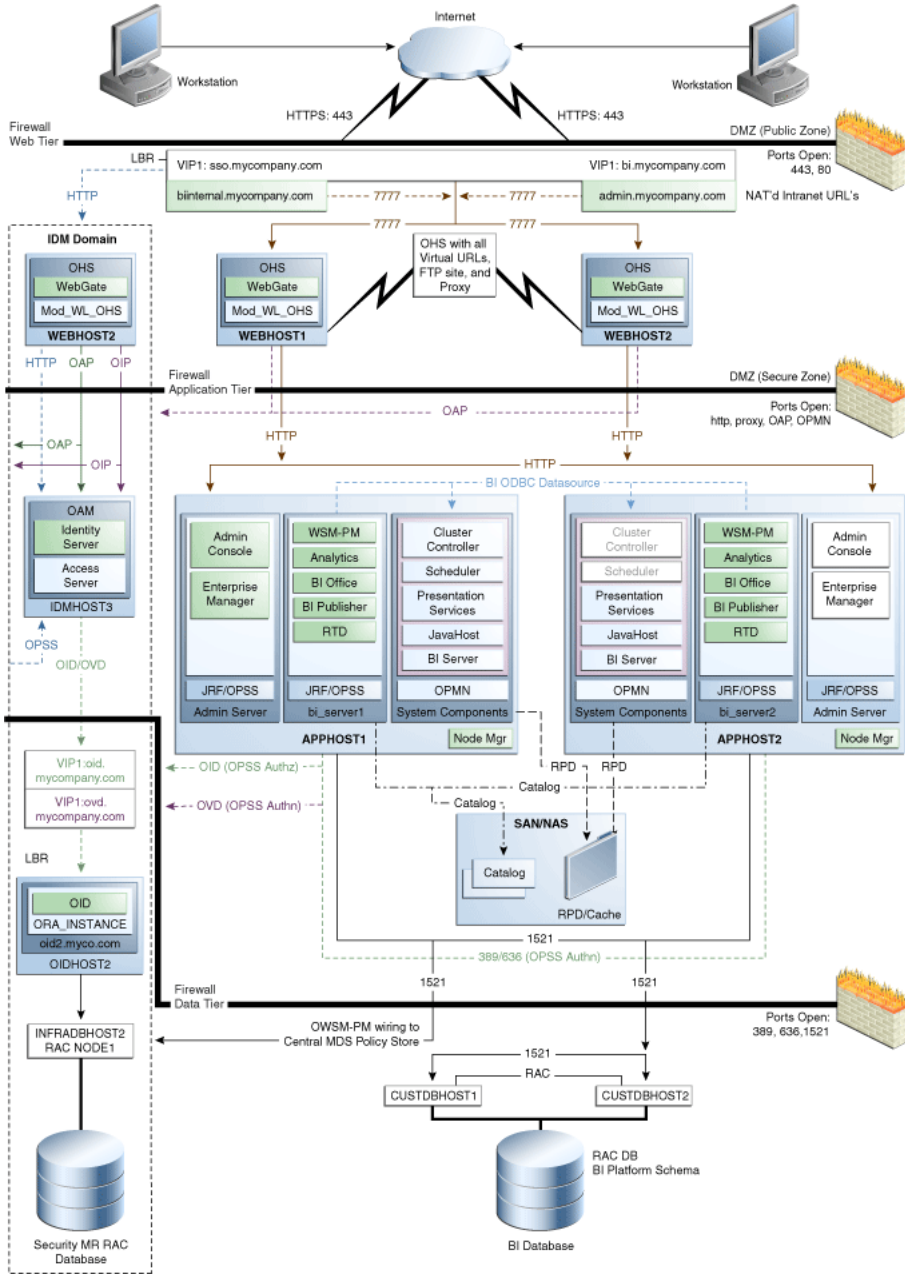 Internet
Workstation
Workstation
HTTPS: 443
HTTPS: 443
Firewall
Web Tier
DMZ (Public Zone)
Ports Open:
443, 80
LBR
VIP1: sso.mycompany.com
VIP1: bi.mycompany.com
HTTP
biinternal.mycompany.com
7777
7777
admin.mycompany.com
NAT'd Intranet URL's
7777
7777
IDM Domain
OHS
WebGate
Mod_WL_OHS
WEBHOST2
OHS
WebGate
Mod_WL_OHS
WEBHOST1
OHS with all
Virtual URLs,
FTP site, and
Proxy
OHS
WebGate
Mod_WL_OHS
WEBHOST2
HTTP
OAP
OIP
Firewall
Application Tier
DMZ (Secure Zone)
Ports Open:
http, proxy, OAP, OPMN
OAP
HTTP
HTTP
OAP
OIP
HTTP
BI ODBC Datasource
OAM
Identity
Server
Access
Server
IDMHOST3
OPSS
OID/OVD
Admin
Console
Enterprise
Manager
JRF/OPSS
Admin Server
WSM-PM
Analytics
BI Office
BI Publisher
RTD
JRF/OPSS
bi_server1
Cluster
Controller
Scheduler
Presentation
Services
JavaHost
BI Server
OPMN
System Components
APPHOST1
Node Mgr
Cluster
Controller
Scheduler
Presentation
Services
JavaHost
BI Server
OPMN
System Components
WSM-PM
Analytics
BI Office
BI Publisher
RTD
JRF/OPSS
bi_server2
Admin
Console
Enterprise
Manager
JRF/OPSS
Admin Server
APPHOST2
Node Mgr
VIP1:oid.
mycompany.com
VIP1:ovd.
mycompany.com
OID (OPSS Authz)
OVD (OPSS Authn)
RPD
RPD
Catalog
Catalog
SAN/NAS
Catalog
RPD/Cache
LBR
OID
ORA_INSTANCE
oid2.myco.com
OIDHOST2
1521
389/636 (OPSS Authn)
1521
1521
Firewall
Data Tier
Ports Open:
389, 636,1521
INFRADBHOST2
RAC NODE1
OWSM-PM wiring to
Central MDS Policy Store
1521
RAC
CUSTDBHOST1
CUSTDBHOST2
RAC DB
BI Platform Schema
Security MR RAC
Database
BI Database